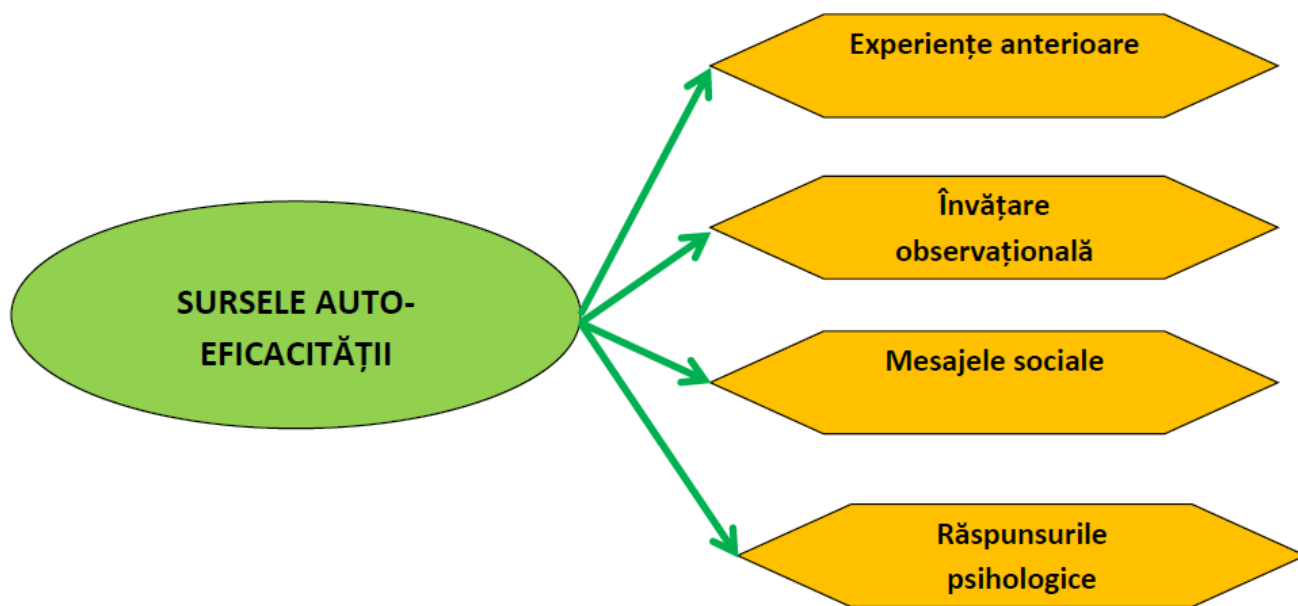 SURSELE AUTO-
EFICACITĂȚII
Experiențe anterioare
Învățare
observațională
Mesajele sociale
Răspunsurile
psihologice